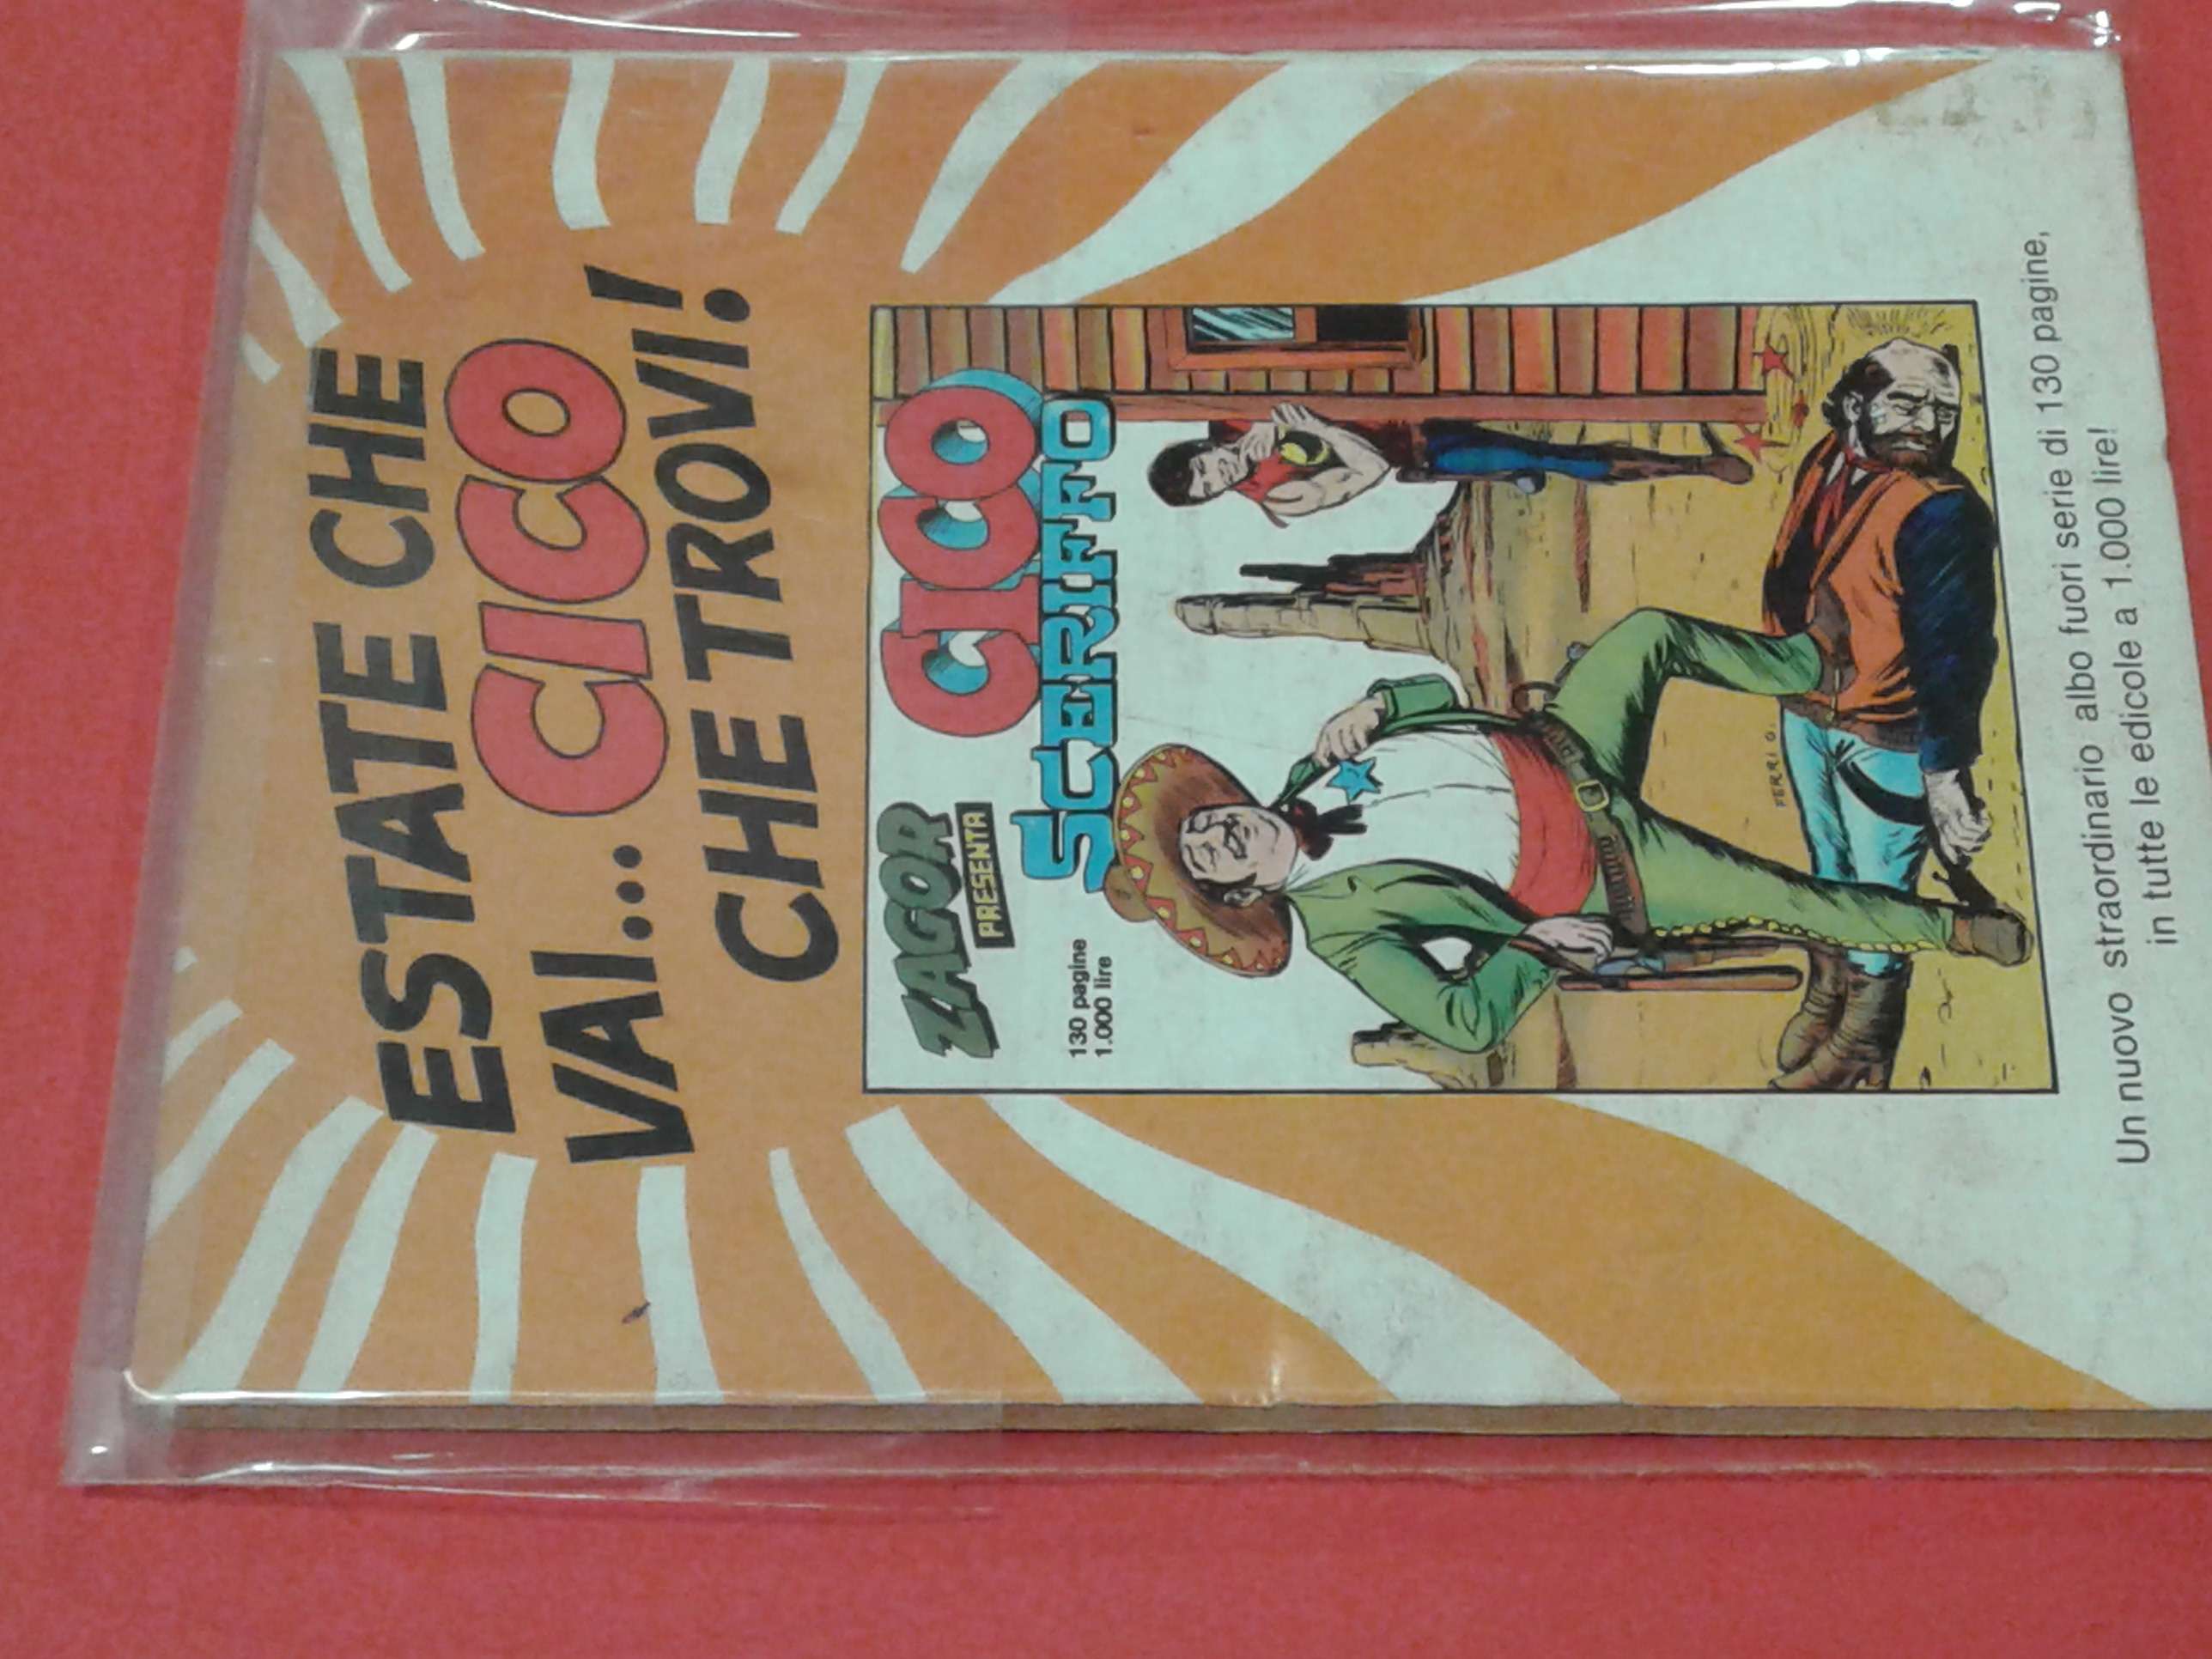 ESTATE CHE
VAI... CICO
CHE TROVI!
ZAGOR
PRESENTA
CICO
SCERIFFO
130 pagine
1.000 lire
FERRI G.
Un nuovo straordinario albo fuori serie di 130 pagine,
in tutte le edicole a 1.000 lire!